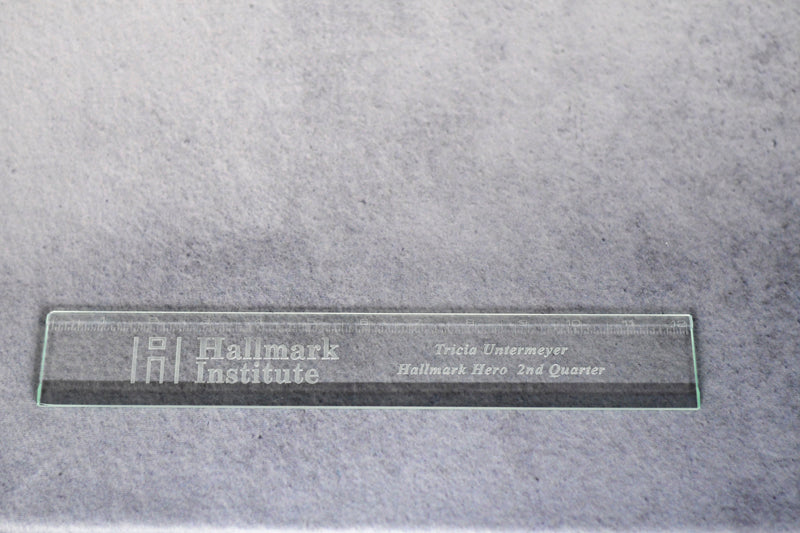 Hallmark
Institute
Tricia Untermeyer
Hallmark Hero 2nd Quarter